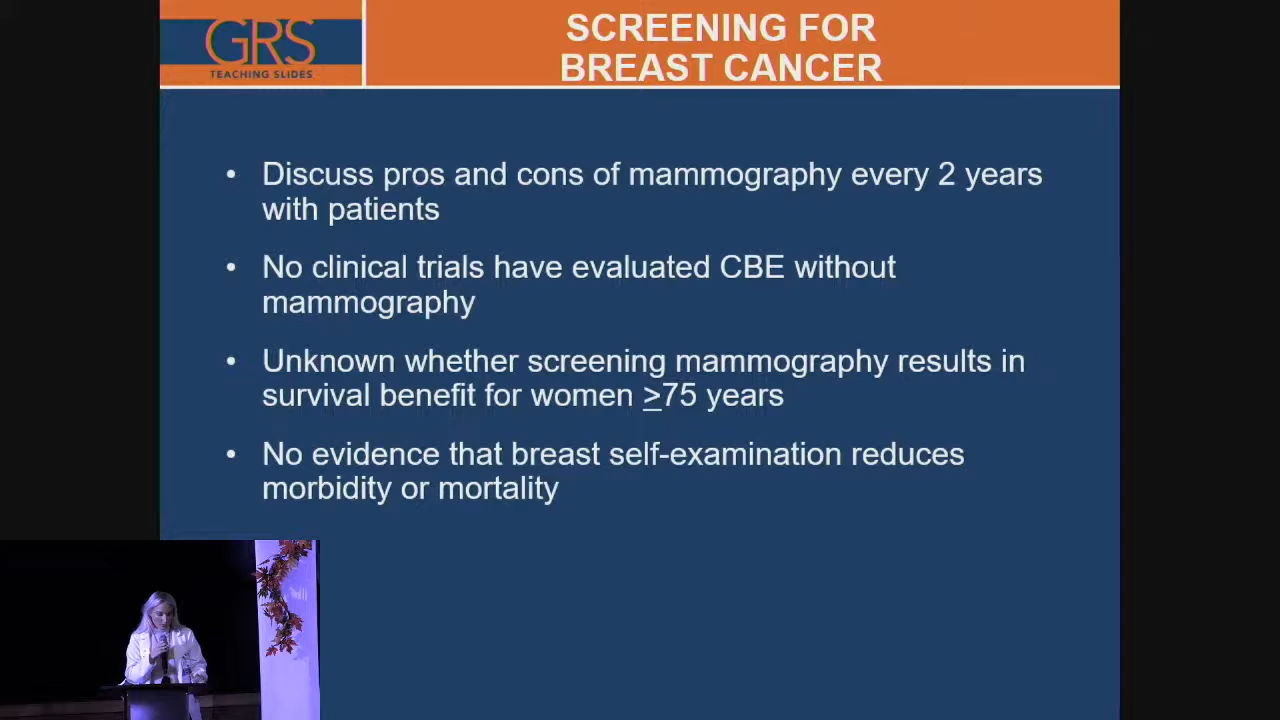 GRS
TEACHING SLIDES
SCREENING FOR
BREAST CANCER
• Discuss pros and cons of mammography every 2 years
with patients
• No clinical trials have evaluated CBE without
mammography
• Unknown whether screening mammography results in
survival benefit for women ≥75 years
• No evidence that breast self-examination reduces
morbidity or mortality